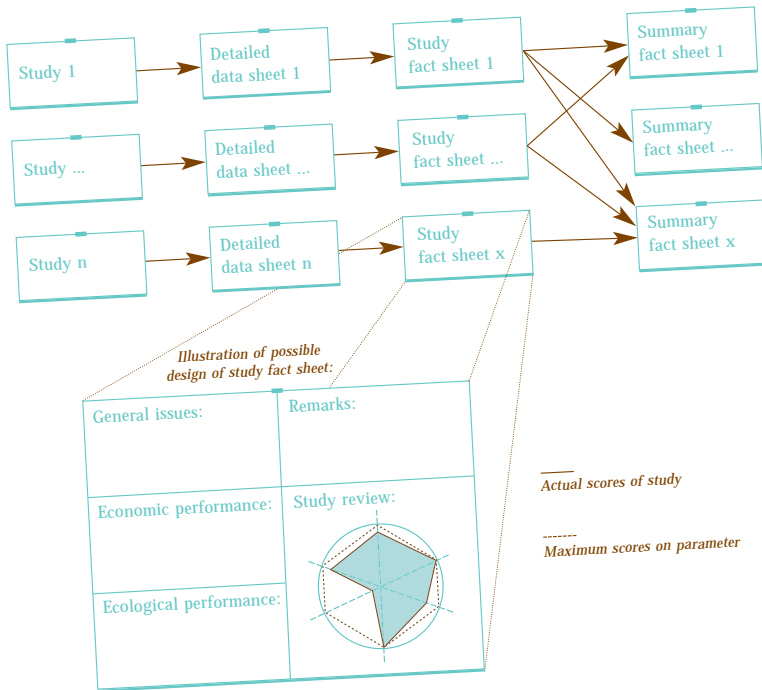 Study 1
Detailed
data sheet 1
Study
fact sheet 1
Summary
fact sheet 1
Study ...
Detailed
data sheet ...
Study
fact sheet ...
Summary
fact sheet ...
Study n
Detailed
data sheet n
Study
fact sheet x
Summary
fact sheet x
Illustration of possible
design of study fact sheet:
General issues:
Remarks:
Economic performance:
Study review:
Ecological performance:
Actual scores of study
Maximum scores on parameter